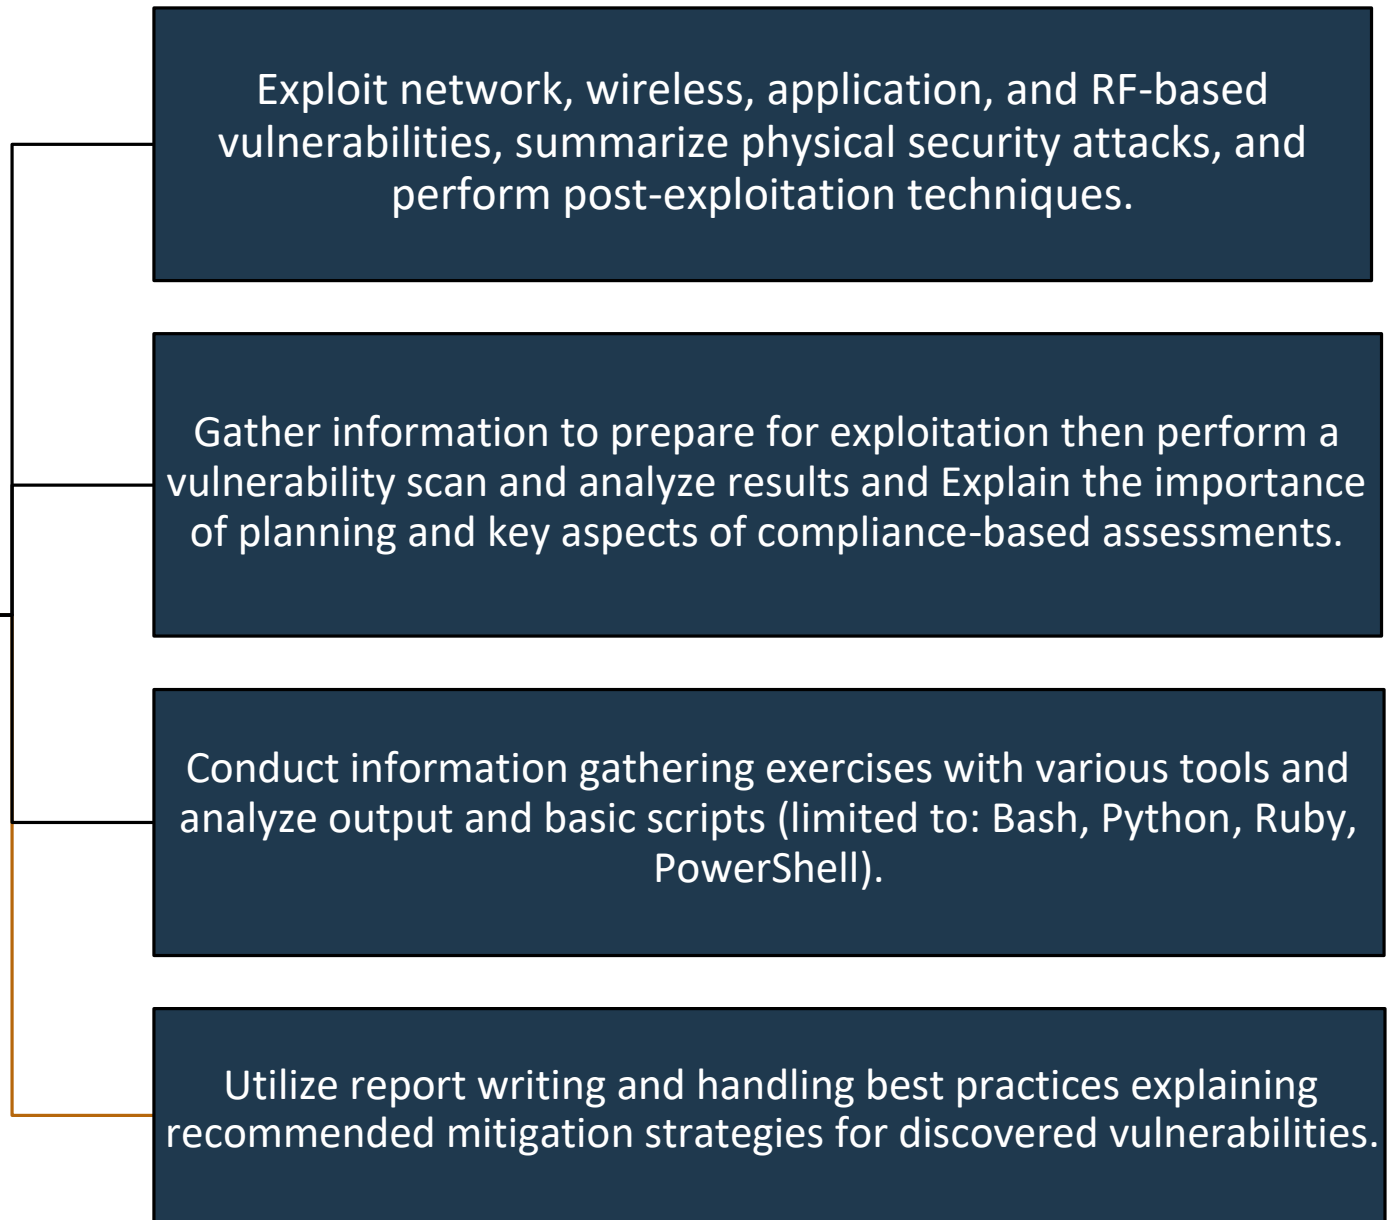 Exploit network, wireless, application, and RF-based
vulnerabilities, summarize physical security attacks, and
perform post-exploitation techniques.
Gather information to prepare for exploitation then perform a
vulnerability scan and analyze results and Explain the importance
of planning and key aspects of compliance-based assessments.
Conduct information gathering exercises with various tools and
analyze output and basic scripts (limited to: Bash, Python, Ruby,
PowerShell).
Utilize report writing and handling best practices explaining
recommended mitigation strategies for discovered vulnerabilities.